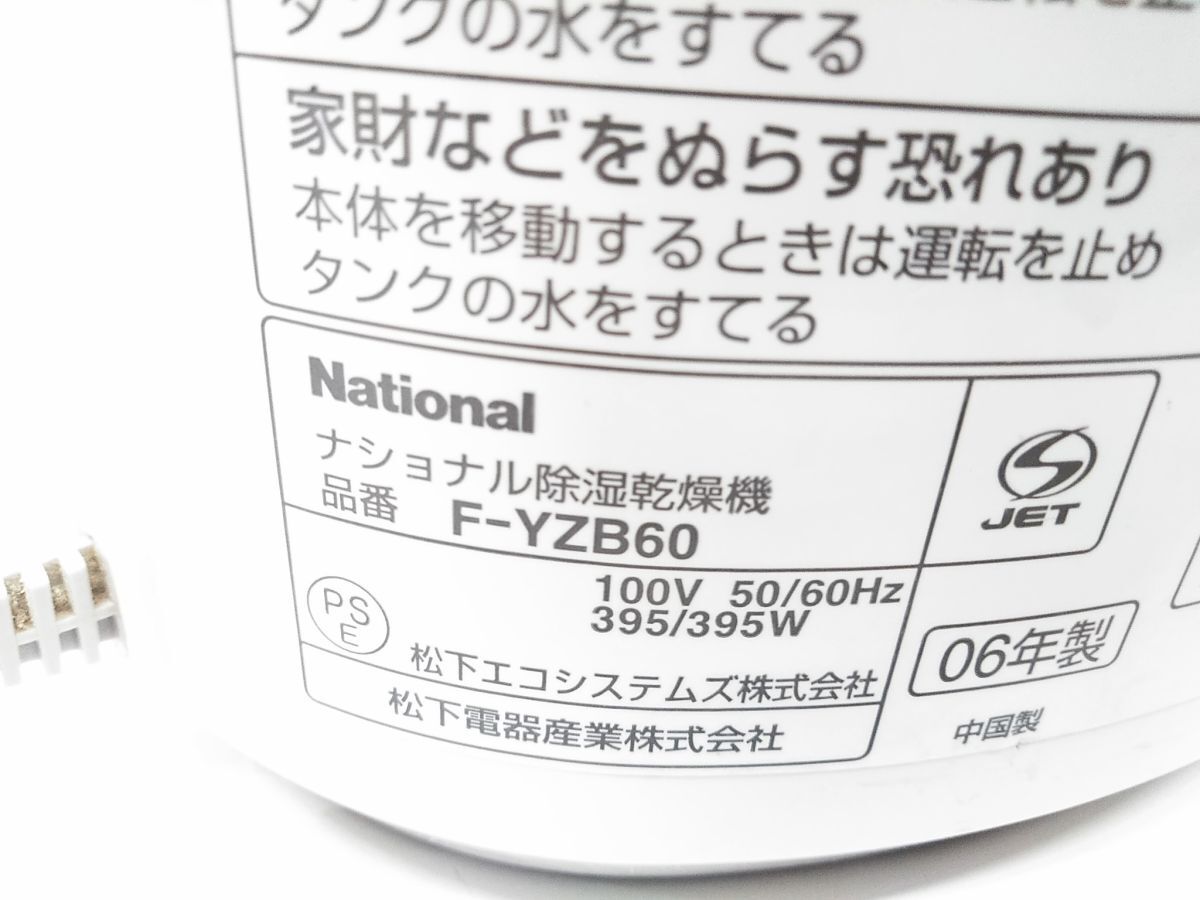 タンクの水をすてる
家財などをぬらす恐れあり
本体を移動するときは運転を止め
タンクの水をすてる
National
ナショナル除湿乾燥機
品番 F-YZB60
JET
100V 50/60Hz
395/395W
PS
E
松下エコシステムズ株式会社
松下電器産業株式会社
06年製
中国製